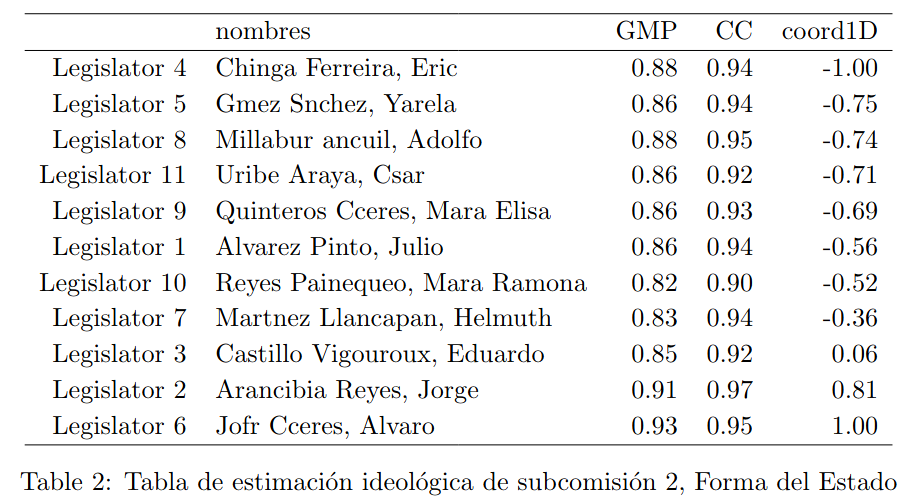 nombres GMP CC coord1D
Legislator 4 Chinga Ferreira, Eric 0.88 0.94 -1.00
Legislator 5 Gmez Snchez, Yarela 0.86 0.94 -0.75
Legislator 8 Millabur ancuil, Adolfo 0.88 0.95 -0.74
Legislator 11 Uribe Araya, Csar 0.86 0.92 -0.71
Legislator 9 Quinteros Cceres, Mara Elisa 0.86 0.93 -0.69
Legislator 1 Alvarez Pinto, Julio 0.86 0.94 -0.56
Legislator 10 Reyes Painequeo, Mara Ramona 0.82 0.90 -0.52
Legislator 7 Martnez Llancapan, Helmuth 0.83 0.94 -0.36
Legislator 3 Castillo Vigouroux, Eduardo 0.85 0.92 0.06
Legislator 2 Arancibia Reyes, Jorge 0.91 0.97 0.81
Legislator 6 Jofr Cceres, Alvaro 0.93 0.95 1.00
Table 2: Tabla de estimación ideológica de subcomisión 2, Forma del Estado